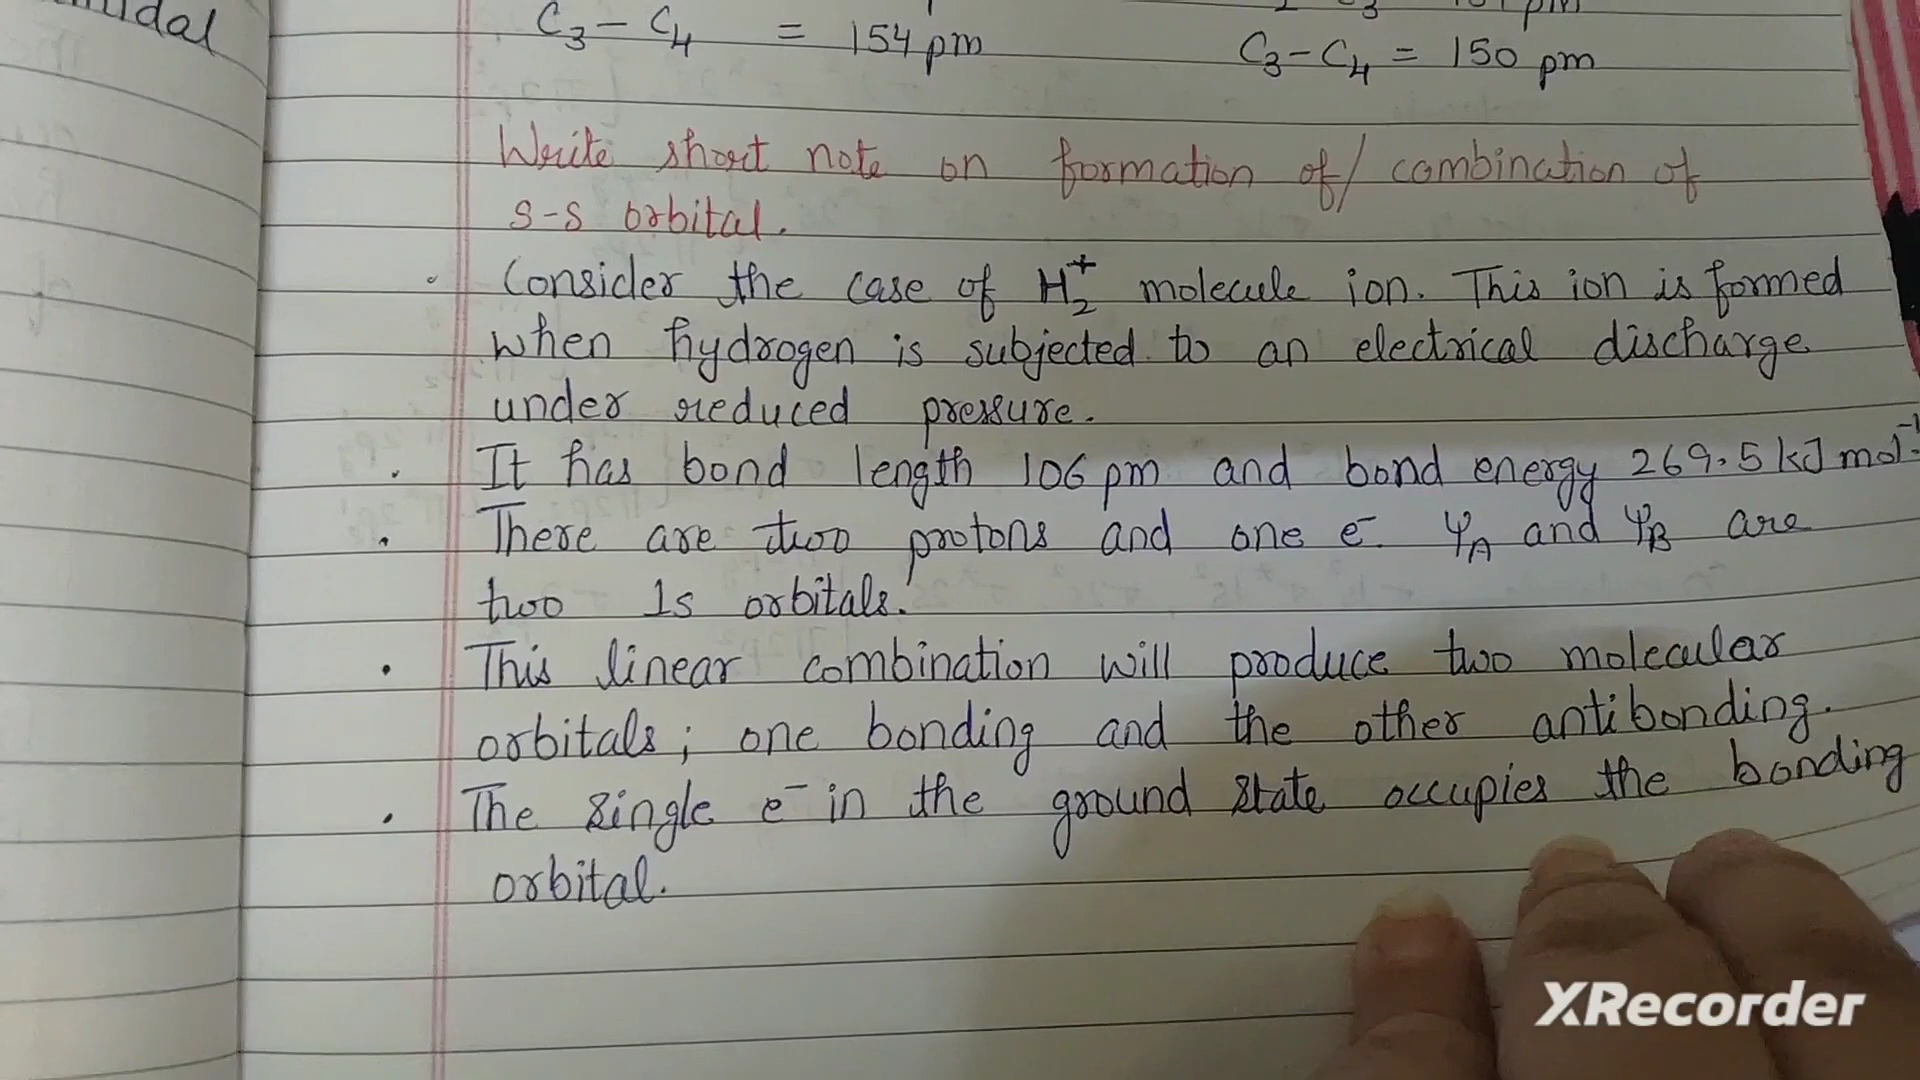 C3 - C4 = 154 pm
C3 - C4 = 150 pm
Write short note on formation of/ combination of
s-s orbital.
• Consider the case of H2+ molecule ion. This ion is formed
when hydrogen is subjected to an electrical discharge
under reduced pressure.
• It has bond length 106 pm and bond energy 269.5 kJ mol-1.
• There are two protons and one e-. ΨA and ΨB are
two 1s orbitals.
• This linear combination will produce two molecular
orbitals; one bonding and the other antibonding.
• The single e- in the ground state occupies the bonding
orbital.
XRecorder